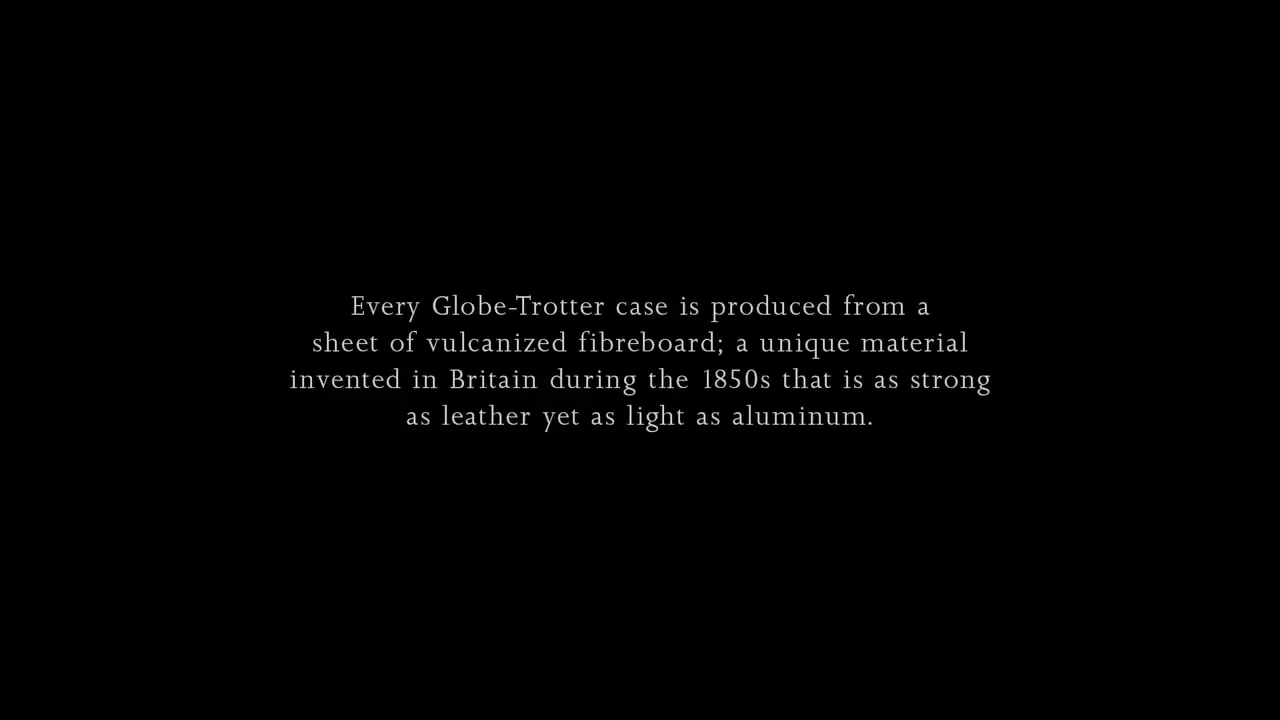 Every Globe-Trotter case is produced from a
sheet of vulcanized fibreboard; a unique material
invented in Britain during the 1850s that is as strong
as leather yet as light as aluminum.